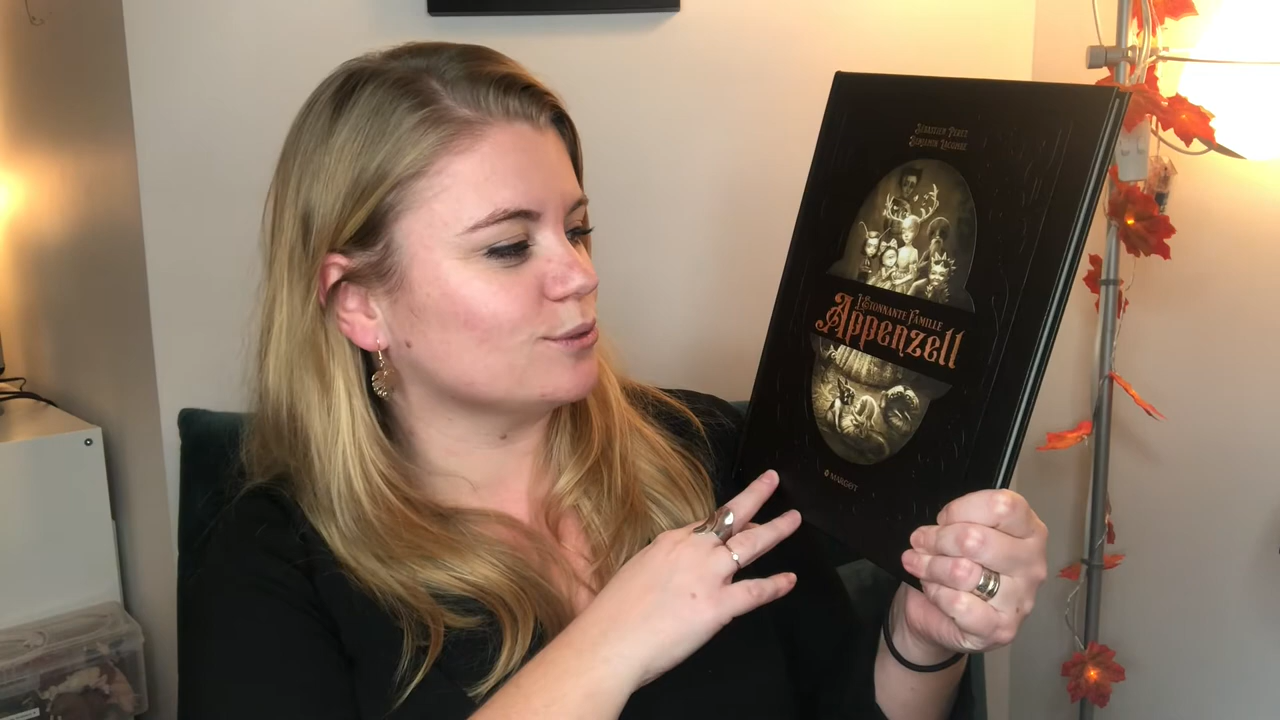 Sébastien Perez
Benjamin Lacombe
L'Étonnante Famille
Appenzell
MARGOT